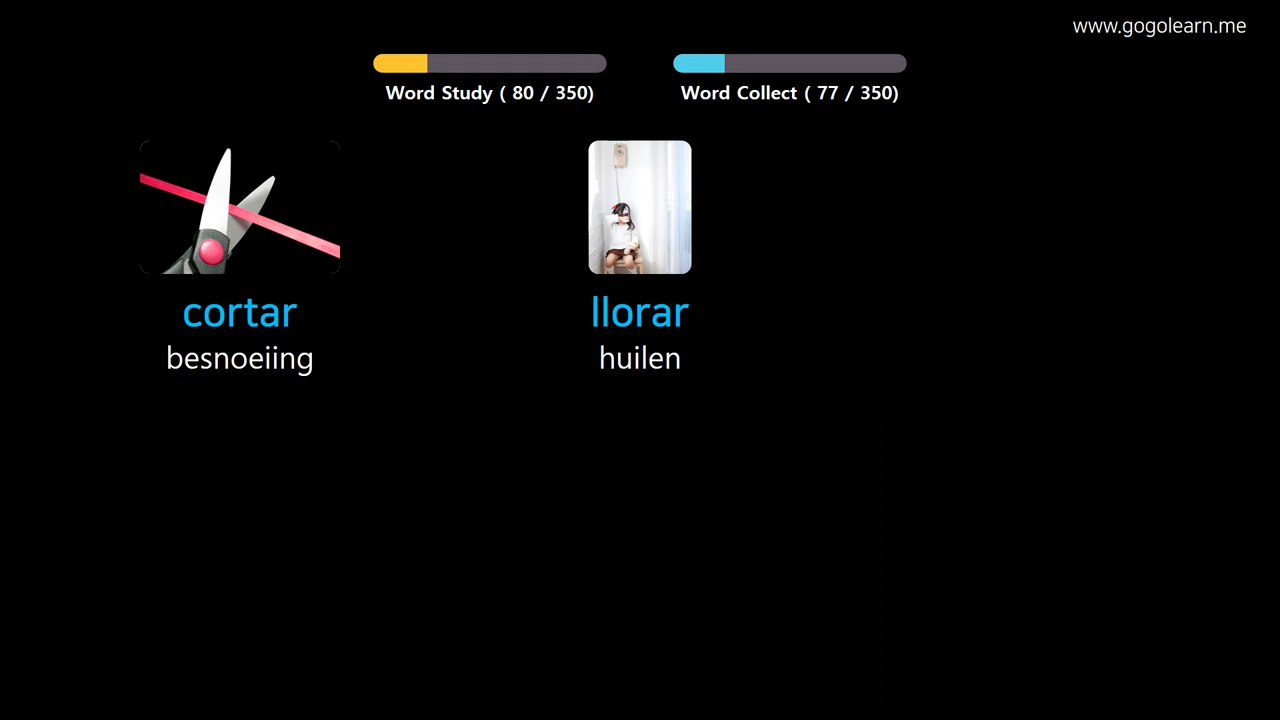 www.gogolearn.me
Word Study ( 80 / 350)
Word Collect ( 77 / 350)
cortar
besnoeiing
llorar
huilen